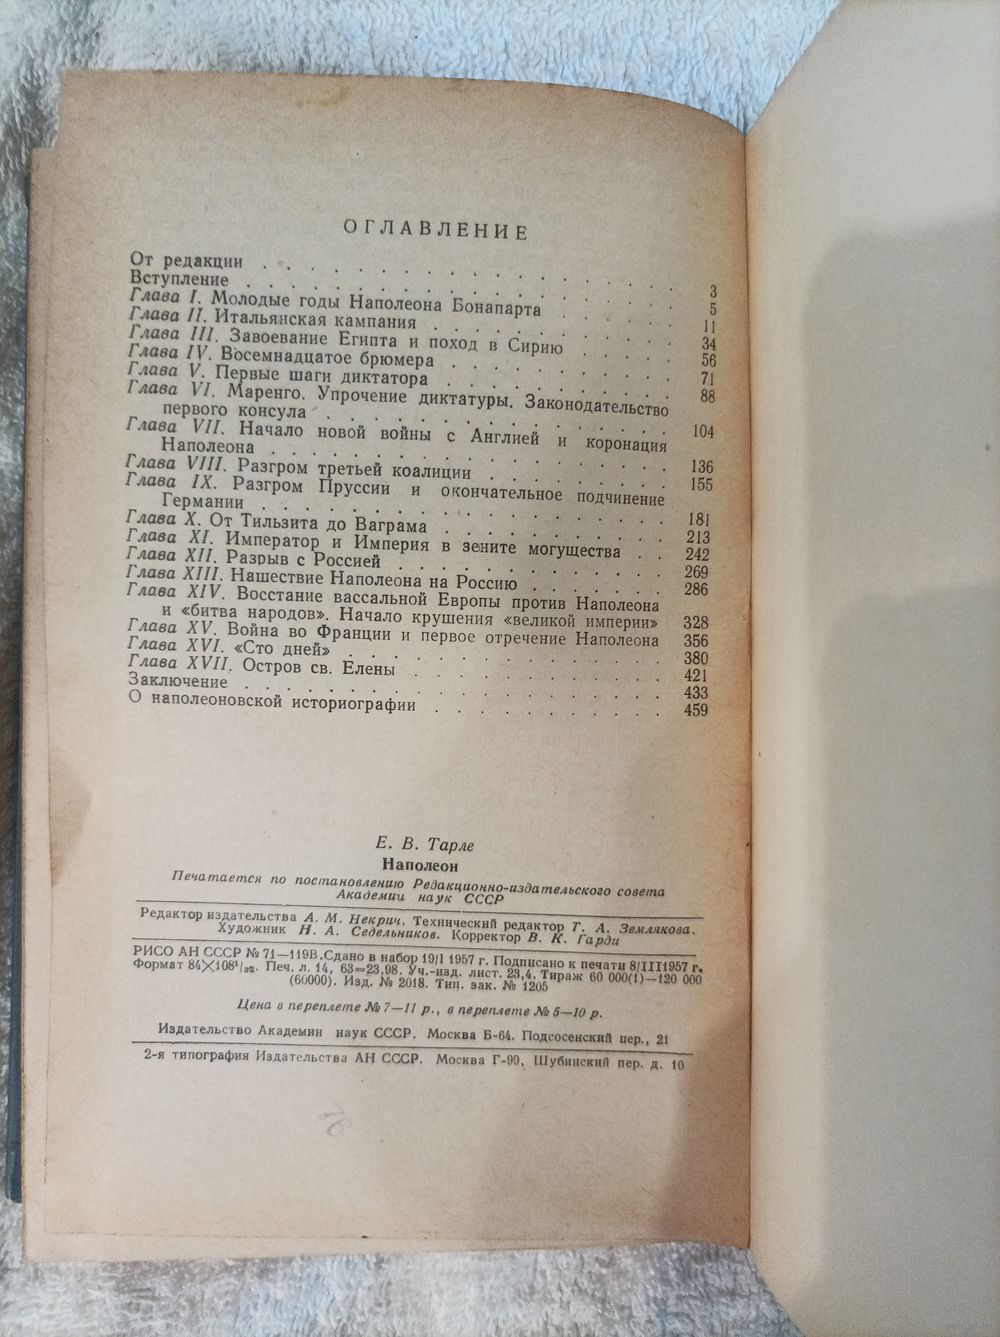 ОГЛАВЛЕНИЕ
От редакции . . . . . . . . . . . . . . 3
Вступление . . . . . . . . . . . . . . 5
Глава I. Молодые годы Наполеона Бонапарта . . . . . 11
Глава II. Итальянская кампания . . . . . . . . 34
Глава III. Завоевание Египта и поход в Сирию . . . . . 56
Глава IV. Восемнадцатое брюмера . . . . . . . . 71
Глава V. Первые шаги диктатора . . . . . . . . 88
Глава VI. Маренго. Упрочение диктатуры. Законодательство
первого консула . . . . . . . . . . . . 104
Глава VII. Начало новой войны с Англией и коронация
Наполеона . . . . . . . . . . . . . 136
Глава VIII. Разгром третьей коалиции . . . . . . . 155
Глава IX. Разгром Пруссии и окончательное подчинение
Германии . . . . . . . . . . . . . 181
Глава X. От Тильзита до Ваграма . . . . . . . . 213
Глава XI. Император и Империя в зените могущества . . 242
Глава XII. Разрыв с Россией . . . . . . . . . . 269
Глава XIII. Нашествие Наполеона на Россию . . . . . . 286
Глава XIV. Восстание вассальной Европы против Наполеона
и «битва народов». Начало крушения «великой империи» 328
Глава XV. Война во Франции и первое отречение Наполеона 356
Глава XVI. «Сто дней» . . . . . . . . . . . . 380
Глава XVII. Остров св. Елены . . . . . . . . . . 421
Заключение . . . . . . . . . . . . . . 433
О наполеоновской историографии . . . . . . . . 459
Е. В. Тарле
Наполеон
Печатается по постановлению Редакционно-издательского совета
Академии наук СССР
Редактор издательства А. М. Некрич. Технический редактор Т. А. Землякова.
Художник Н. А. Седельников. Корректор В. К. Гарди
РИСО АН СССР № 71—119В. Сдано в набор 19/I 1957 г. Подписано к печати 8/III 1957 г.
Формат 84×108¹/₃₂. Печ. л. 14, 63=23,98. Уч.-изд. лист. 23,4. Тираж 60 000(1)—120 000
(60000). Изд. № 2018. Тип. зак. № 1205
Цена в переплете № 7—11 р., в переплете № 5—10 р.
Издательство Академии наук СССР. Москва Б-64. Подсосенский пер., 21
2-я типография Издательства АН СССР. Москва Г-99, Шубинский пер. д. 10